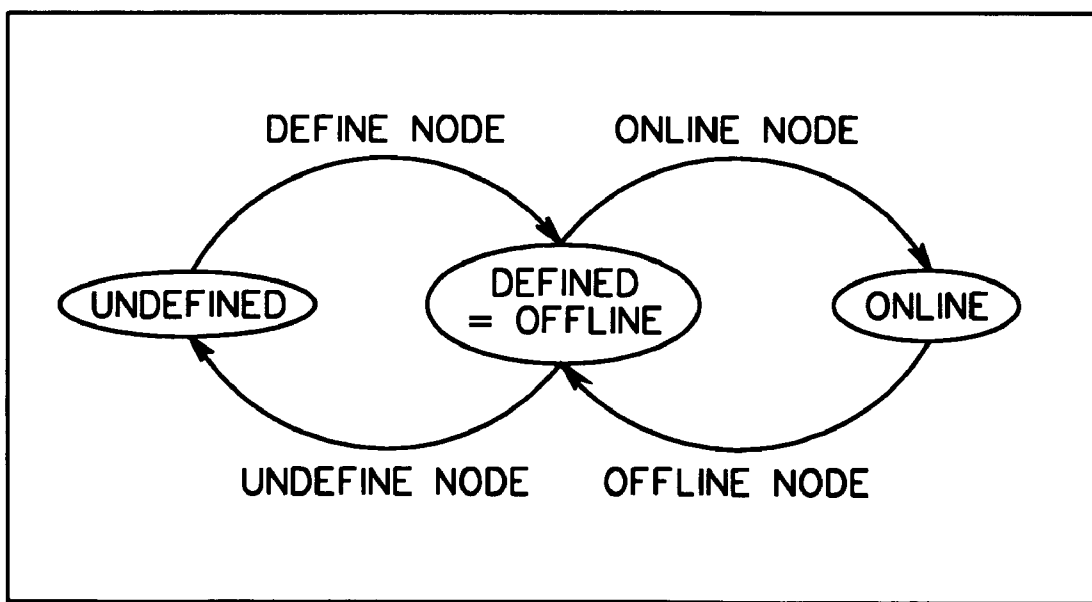 DEFINE NODE
ONLINE NODE
UNDEFINED
DEFINED
= OFFLINE
ONLINE
UNDEFINE NODE
OFFLINE NODE